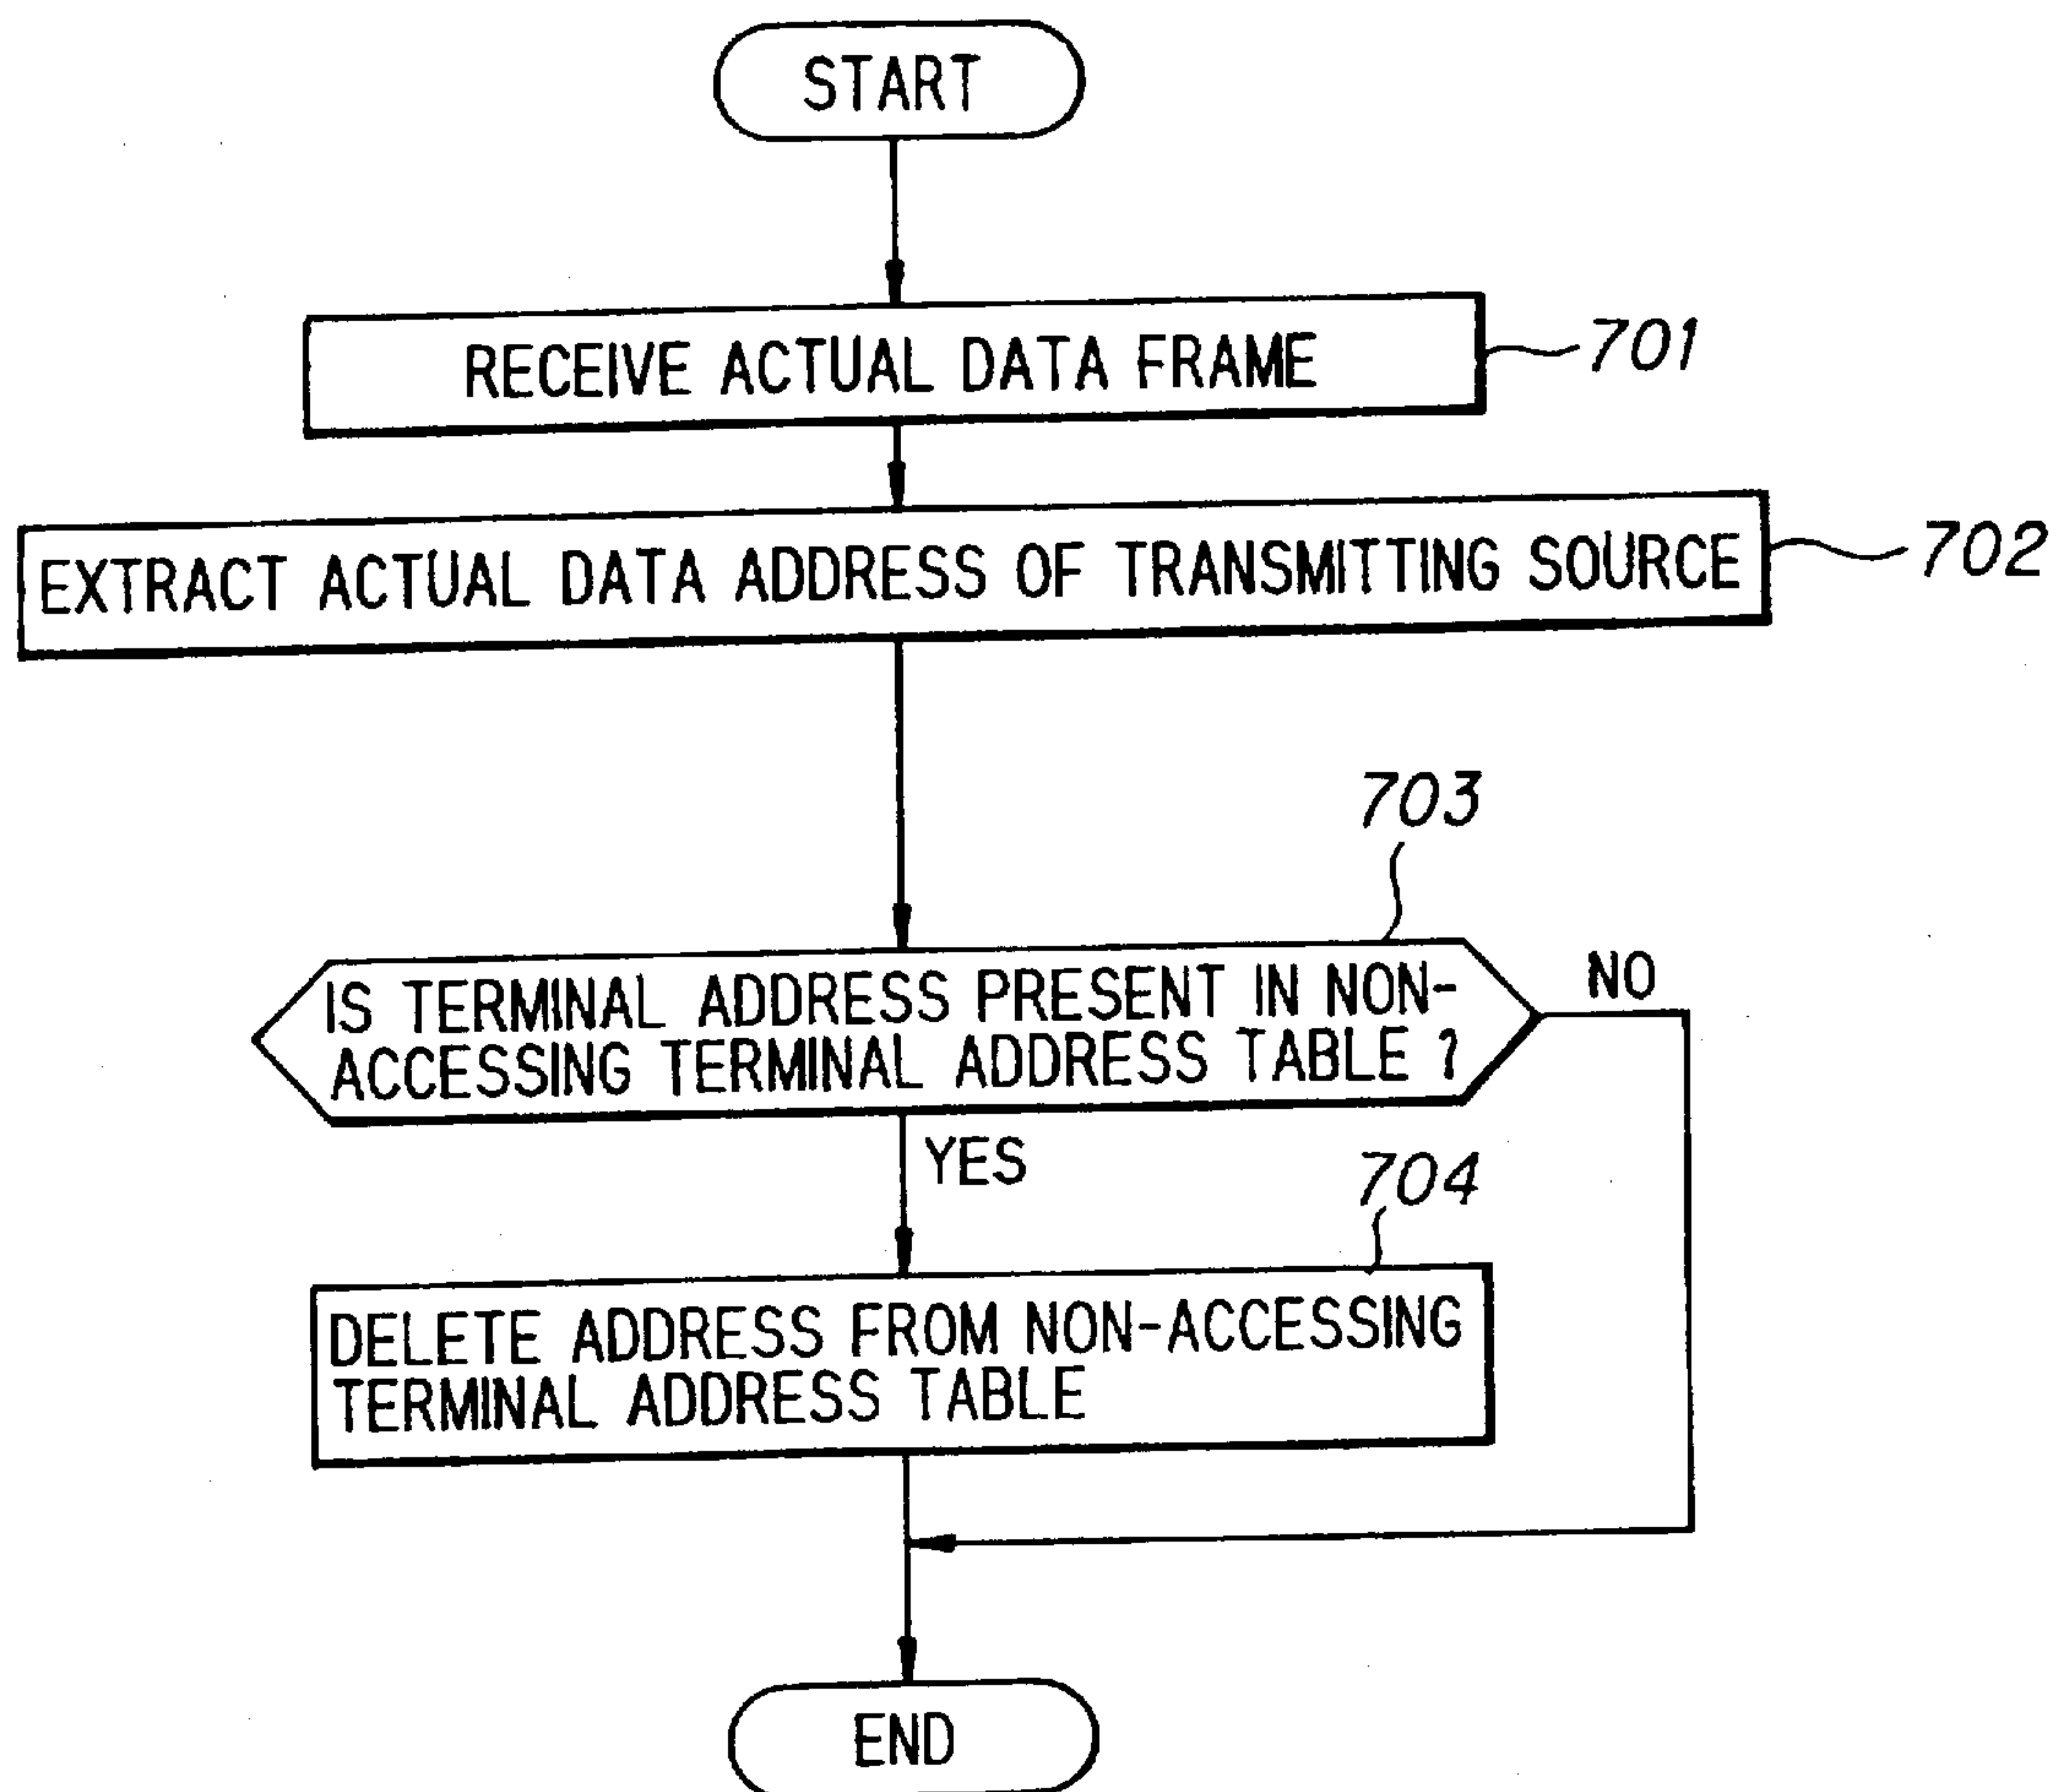 START
RECEIVE ACTUAL DATA FRAME
701
EXTRACT ACTUAL DATA ADDRESS OF TRANSMITTING SOURCE
702
703
IS TERMINAL ADDRESS PRESENT IN NON-
ACCESSING TERMINAL ADDRESS TABLE ?
NO
YES
704
DELETE ADDRESS FROM NON-ACCESSING
TERMINAL ADDRESS TABLE
END